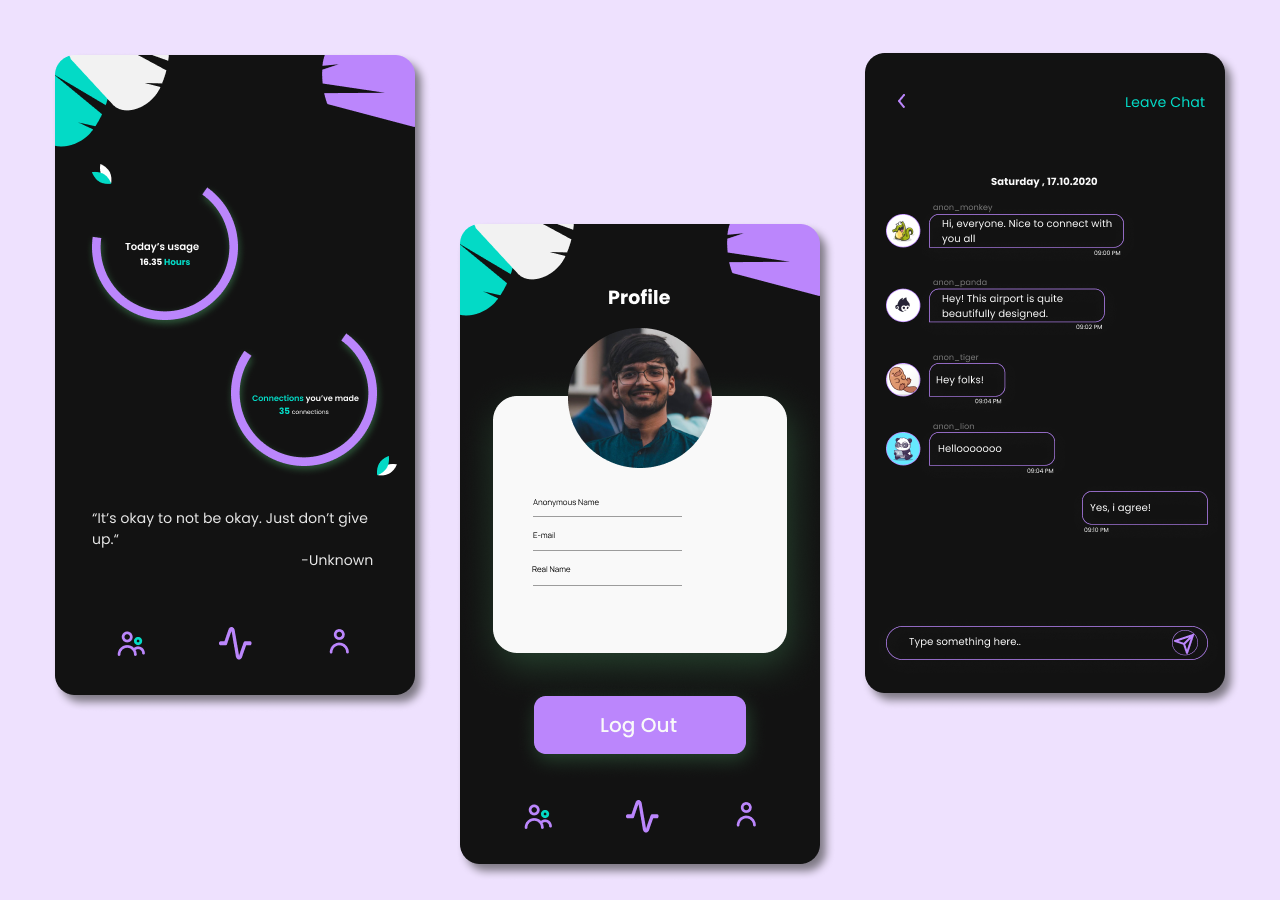 Today’s usage
16.35 Hours
Connections you’ve made
35 connections
“It’s okay to not be okay. Just don’t give
up.“
-Unknown
Profile
Anonymous Name
E-mail
Real Name
Log Out
Leave Chat
Saturday , 17.10.2020
anon_monkey
Hi, everyone. Nice to connect with
you all
09:00 PM
anon_panda
Hey! This airport is quite
beautifully designed.
09:02 PM
anon_tiger
Hey folks!
09:04 PM
anon_lion
Hellooooooo
09:04 PM
Yes, i agree!
09:10 PM
Type something here..